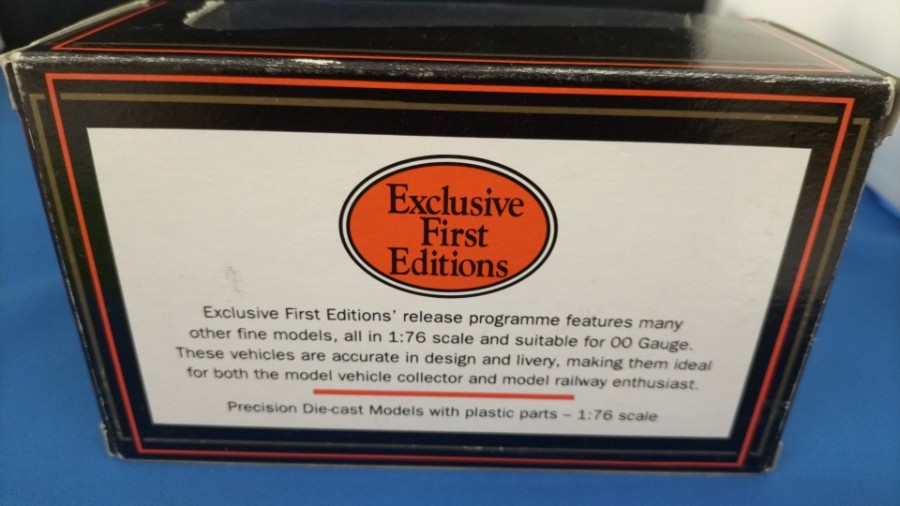 Exclusive
First
Editions
Exclusive First Editions' release programme features many
other fine models, all in 1:76 scale and suitable for 00 Gauge.
These vehicles are accurate in design and livery, making them ideal
for both the model vehicle collector and model railway enthusiast.
Precision Die-cast Models with plastic parts – 1:76 scale